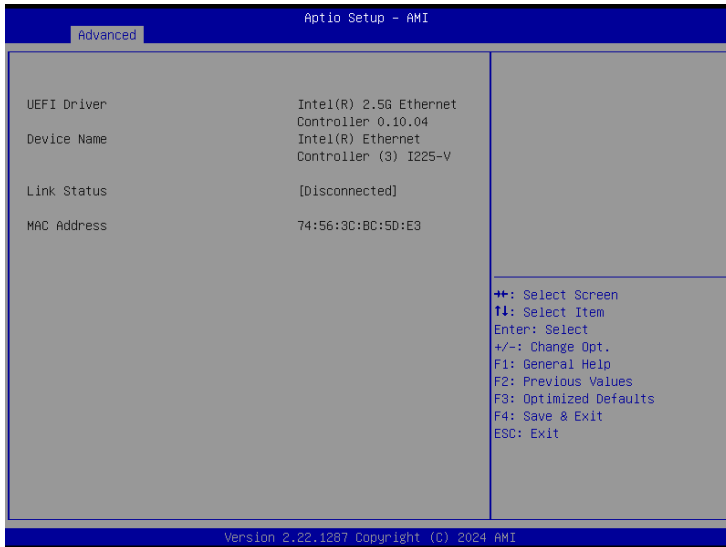 Aptio Setup - AMI
Advanced
UEFI Driver Intel(R) 2.5G Ethernet
Controller 0.10.04
Device Name Intel(R) Ethernet
Controller (3) I225-V
Link Status [Disconnected]
MAC Address 74:56:3C:BC:5D:E3
→←: Select Screen
↑↓: Select Item
Enter: Select
+/-: Change Opt.
F1: General Help
F2: Previous Values
F3: Optimized Defaults
F4: Save & Exit
ESC: Exit
Version 2.22.1287 Copyright (C) 2024 AMI